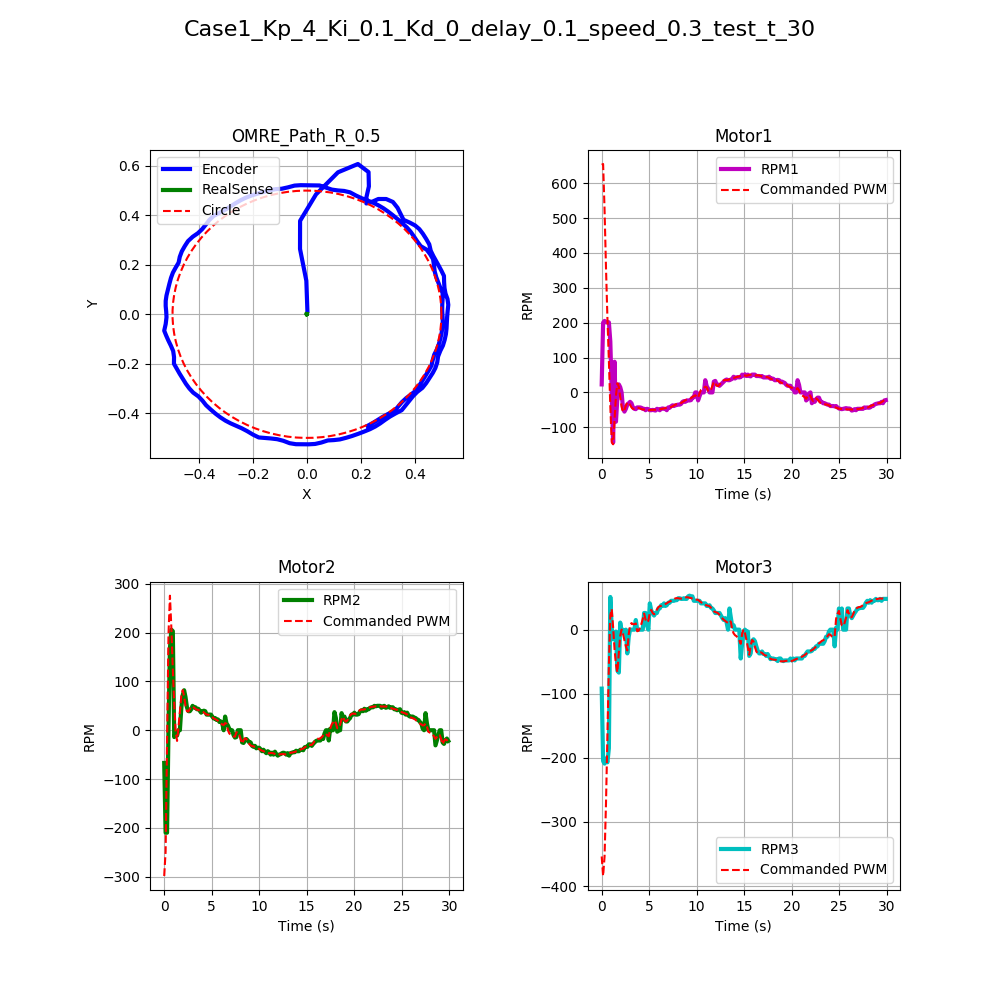 Case1_Kp_4_Ki_0.1_Kd_0_delay_0.1_speed_0.3_test_t_30
OMRE_Path_R_0.5
Encoder
RealSense
Circle
0.6
0.4
0.2
0.0
−0.2
−0.4
Y
−0.4
−0.2
0.0
0.2
0.4
X
Motor1
RPM1
Commanded PWM
600
500
400
300
200
100
0
−100
RPM
0
5
10
15
20
25
30
Time (s)
Motor2
RPM2
Commanded PWM
300
200
100
0
−100
−200
−300
RPM
0
5
10
15
20
25
30
Time (s)
Motor3
0
−100
−200
−300
−400
RPM
RPM3
Commanded PWM
0
5
10
15
20
25
30
Time (s)